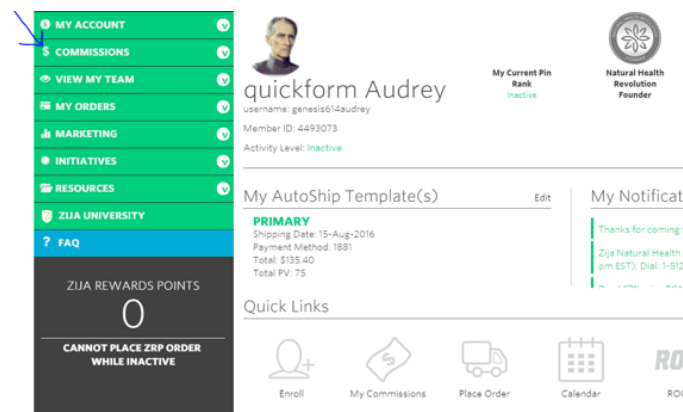 MY ACCOUNT
$ COMMISSIONS
VIEW MY TEAM
MY ORDERS
MARKETING
INITIATIVES
RESOURCES
ZIJA UNIVERSITY
? FAQ
ZIJA REWARDS POINTS
0
CANNOT PLACE ZRP ORDER
WHILE INACTIVE
quickform Audrey
username: genesis614audrey
Member ID: 4493073
Activity Level: Inactive
My Current Pin
Rank
Inactive
Natural Health
Revolution
Founder
My AutoShip Template(s)
Edit
PRIMARY
Shipping Date: 15-Aug-2016
Payment Method: 1881
Total: $135.40
Total PV: 75
My Notificat
Thanks for coming
Zija Natural Health
pm EST); Dial: 1-512
Quick Links
Enroll
My Commissions
Place Order
Calendar
RO
ROC